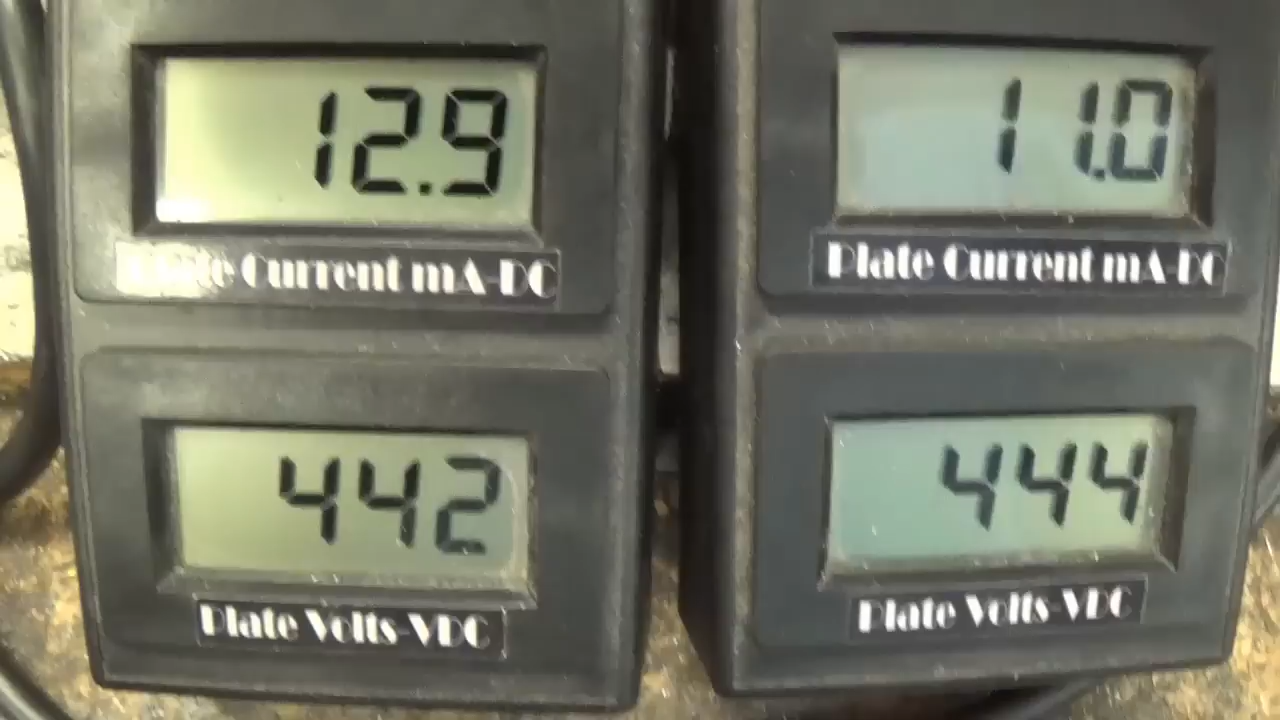 12.9
Plate Current mA-DC
442
Plate Volts-VDC
11.0
Plate Current mA-DC
444
Plate Volts-VDC